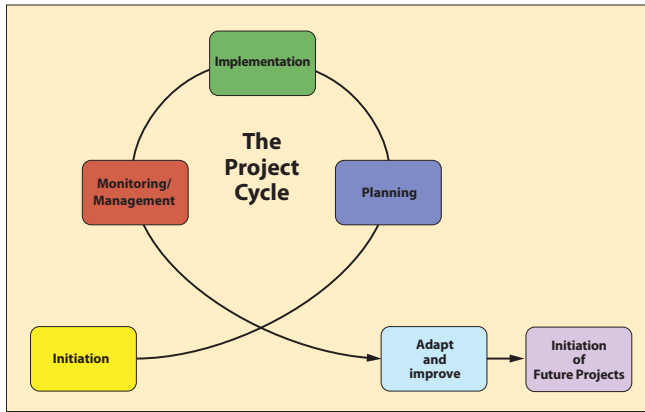 Implementation
The
Project
Cycle
Monitoring/
Management
Planning
Initiation
Adapt
and
improve
Initiation
of
Future Projects